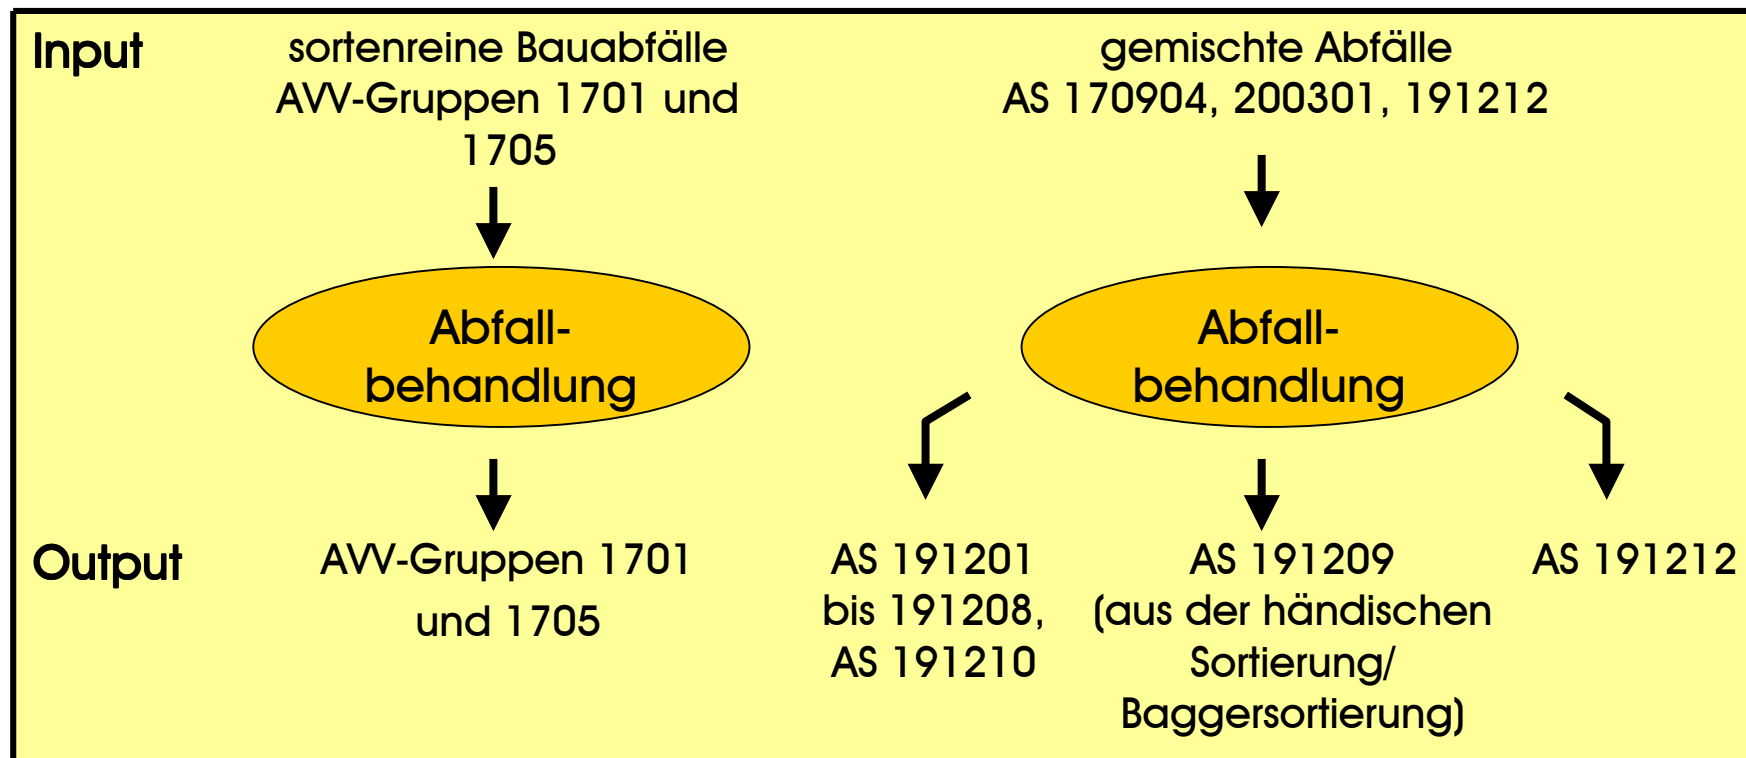 Input
sortenreine Bauabfälle
AVV-Gruppen 1701 und
1705
gemischte Abfälle
AS 170904, 200301, 191212
Abfall-
behandlung
Abfall-
behandlung
Output
AVV-Gruppen 1701
und 1705
AS 191201
bis 191208,
AS 191210
AS 191209
(aus der händischen
Sortierung/
Baggersortierung)
AS 191212